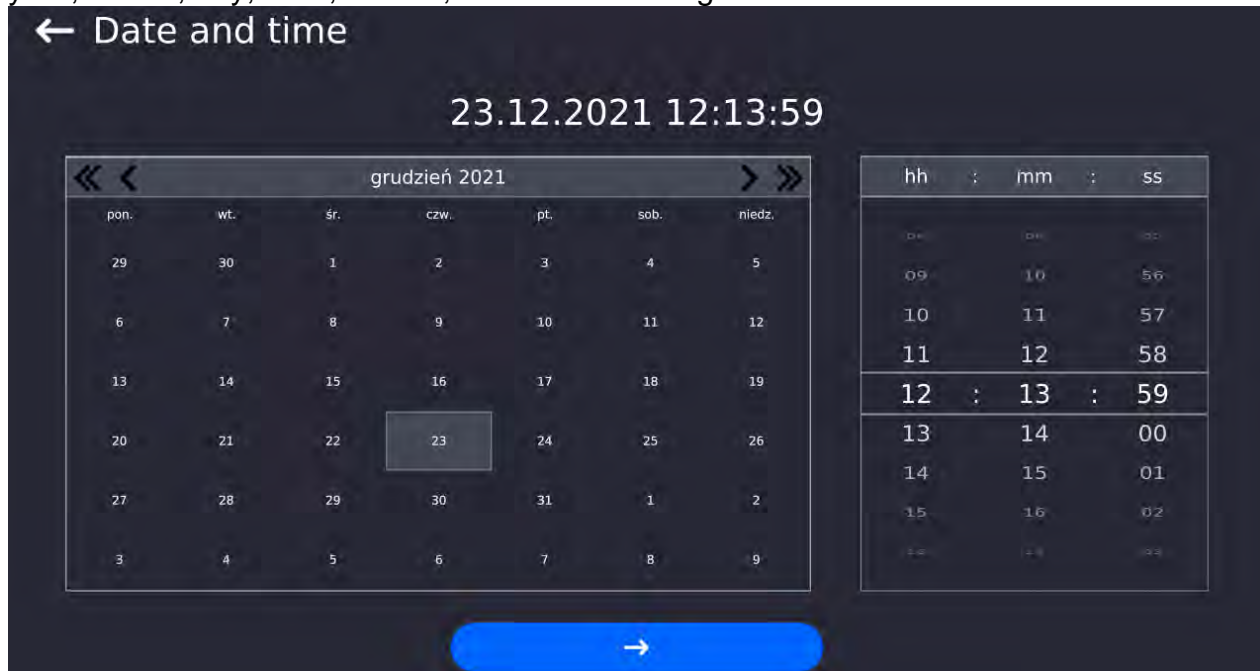 ← Date and time
23.12.2021 12:13:59
« ‹ grudzień 2021 › »
pon. wt. śr. czw. pt. sob. niedz.
29 30 1 2 3 4 5
6 7 8 9 10 11 12
13 14 15 16 17 18 19
20 21 22 23 24 25 26
27 28 29 30 31 1 2
3 4 5 6 7 8 9
hh : mm : ss
09 10 56
10 11 57
11 12 58
12 : 13 : 59
13 14 00
14 15 01
15 16 02
→